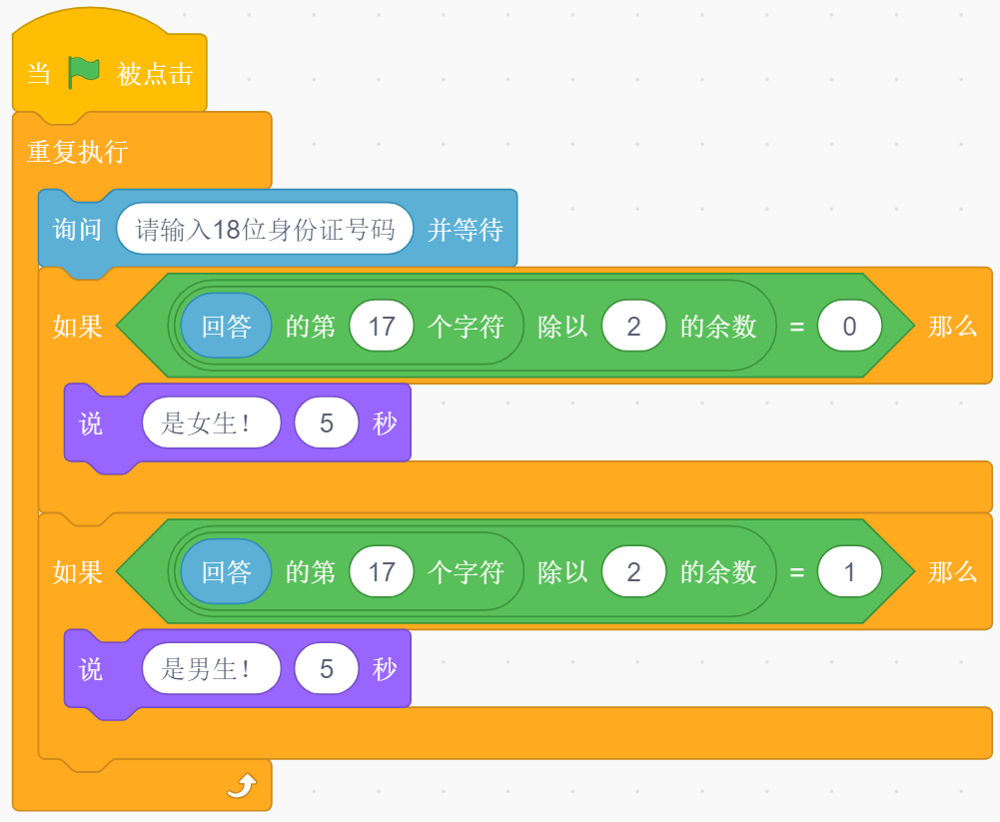 当 被点击
重复执行
询问 请输入18位身份证号码 并等待
如果 回答 的第 17 个字符 除以 2 的余数 = 0 那么
说 是女生！ 5 秒
如果 回答 的第 17 个字符 除以 2 的余数 = 1 那么
说 是男生！ 5 秒